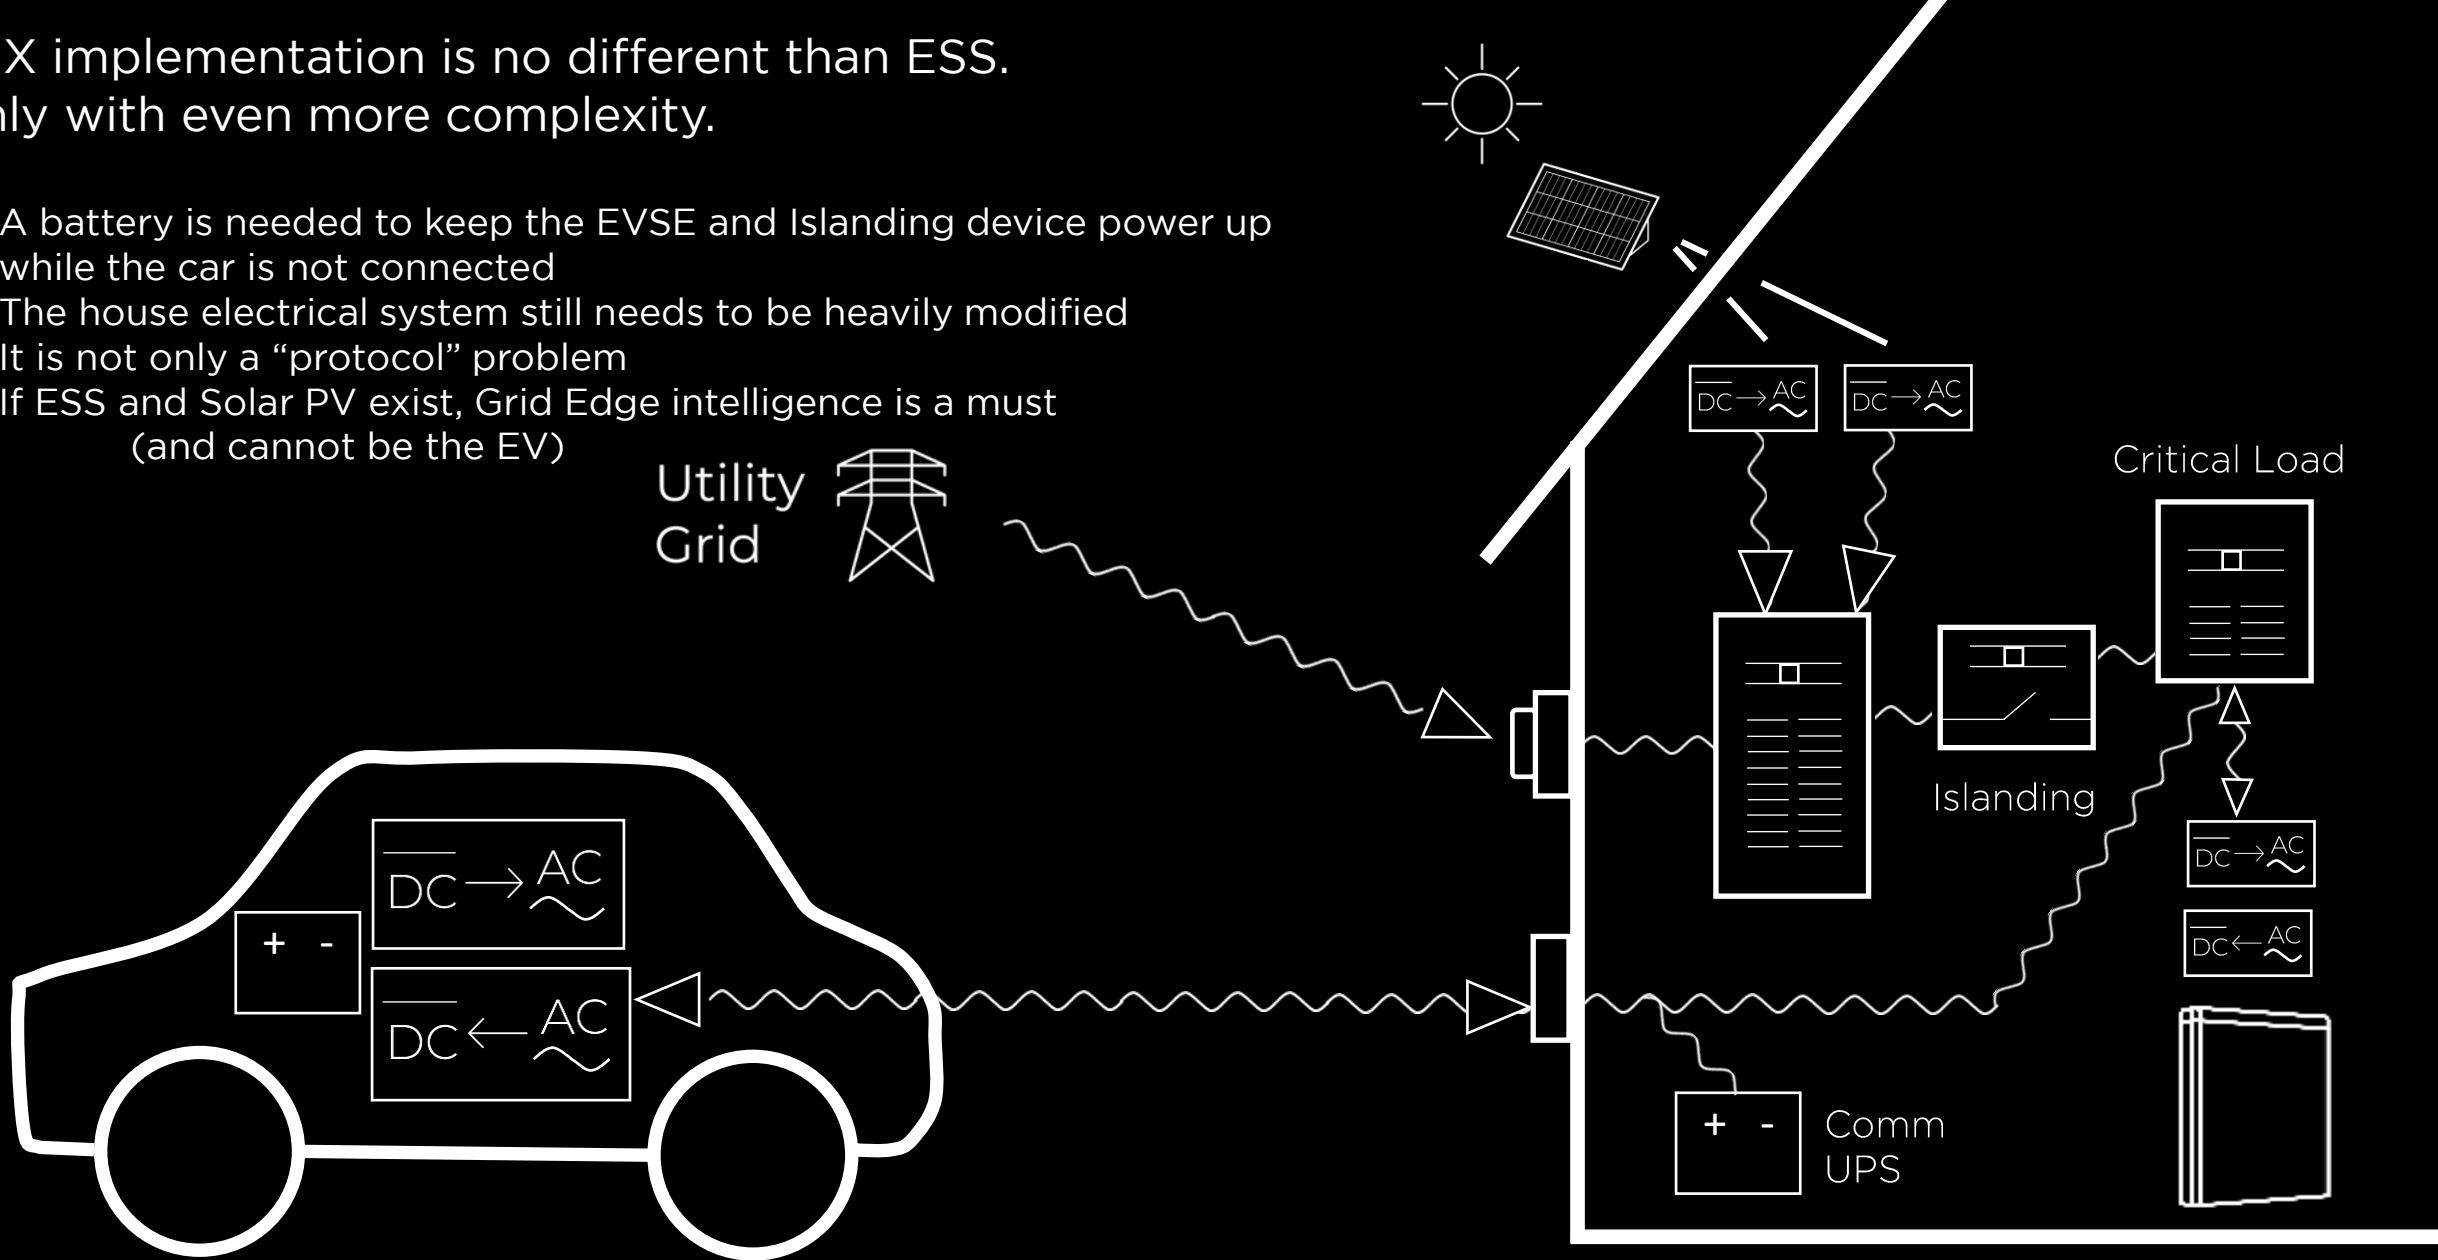 X implementation is no different than ESS.
nly with even more complexity.
A battery is needed to keep the EVSE and Islanding device power up
while the car is not connected
The house electrical system still needs to be heavily modified
It is not only a “protocol” problem
If ESS and Solar PV exist, Grid Edge intelligence is a must
(and cannot be the EV)
Utility
Grid
DC → AC
DC → AC
Critical Load
Islanding
DC → AC
DC ← AC
DC → AC
+ -
DC ← AC
+ -
Comm
UPS